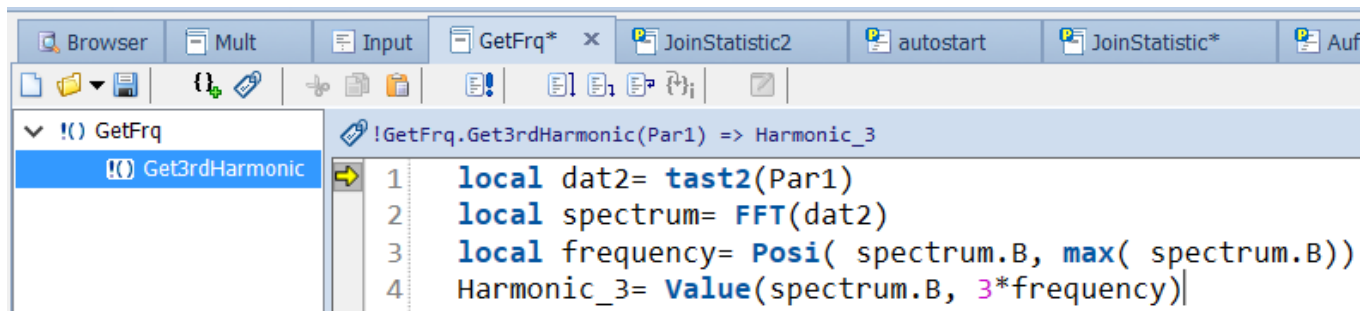 Browser Mult Input GetFrq* × JoinStatistic2 autostart JoinStatistic* Auf
!() GetFrq
!() Get3rdHarmonic
!GetFrq.Get3rdHarmonic(Par1) => Harmonic_3
1 local dat2= tast2(Par1)
2 local spectrum= FFT(dat2)
3 local frequency= Posi( spectrum.B, max( spectrum.B))
4 Harmonic_3= Value(spectrum.B, 3*frequency)